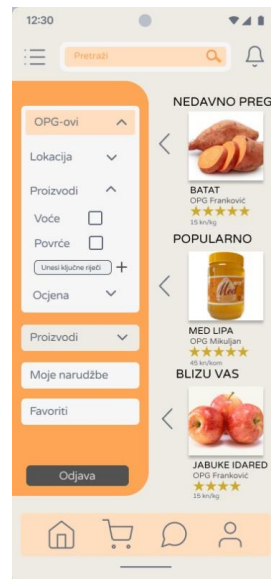 12:30
Pretraži
OPG-ovi
Lokacija
Proizvodi
Voće
Povrće
Unesi ključne riječi
Ocjena
Proizvodi
Moje narudžbe
Favoriti
Odjava
NEDAVNO PREG
BATAT
OPG Franković
15 kn/kg
POPULARNO
Med
MED LIPA
OPG Mikuljan
45 kn/kom
BLIZU VAS
JABUKE IDARED
OPG Franković
15 kn/kg